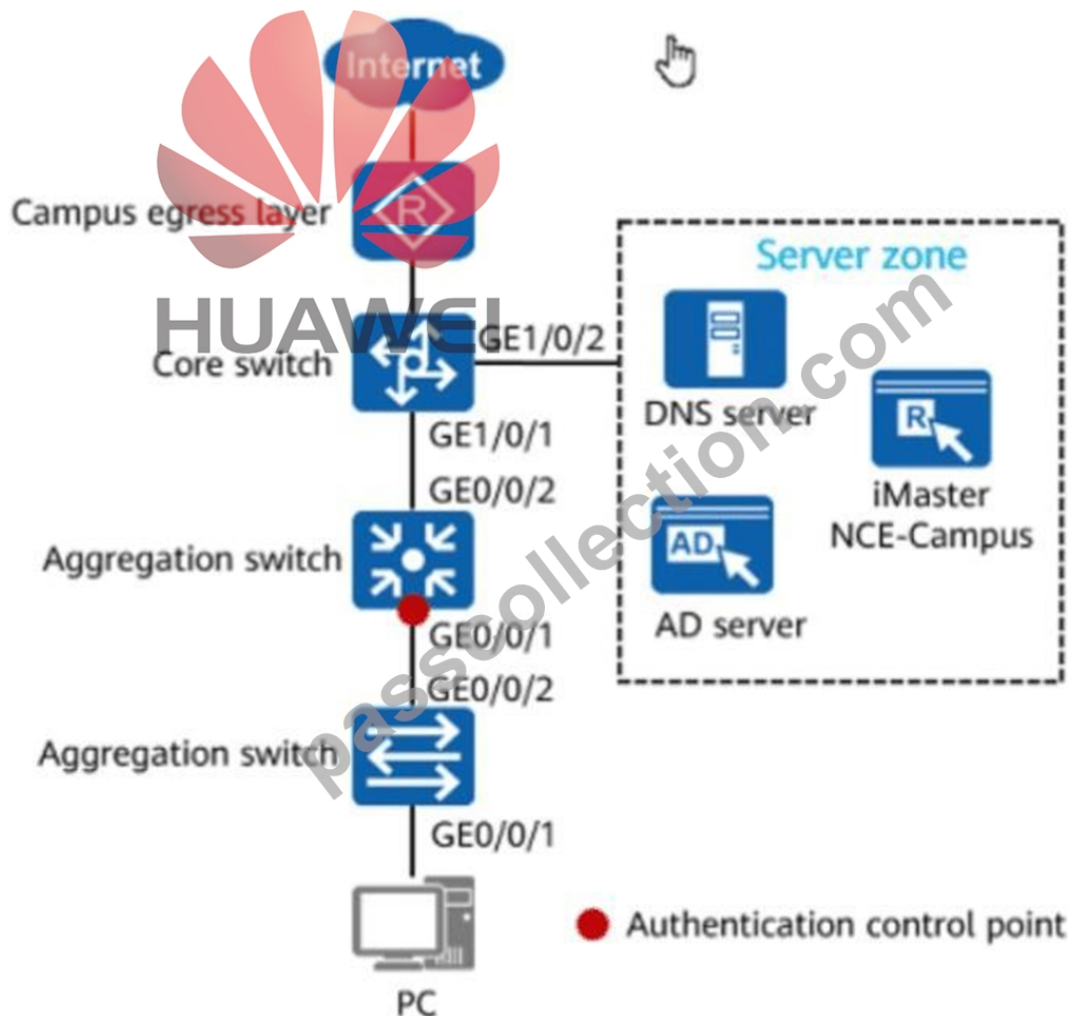 Internet
Campus egress layer
R
HUAWEI
Core switch
GE1/0/2
GE1/0/1
GE0/0/2
Aggregation switch
GE0/0/1
GE0/0/2
Aggregation switch
GE0/0/1
PC
Server zone
DNS server
R
iMaster
NCE-Campus
AD
AD server
Authentication control point
passcollection.com